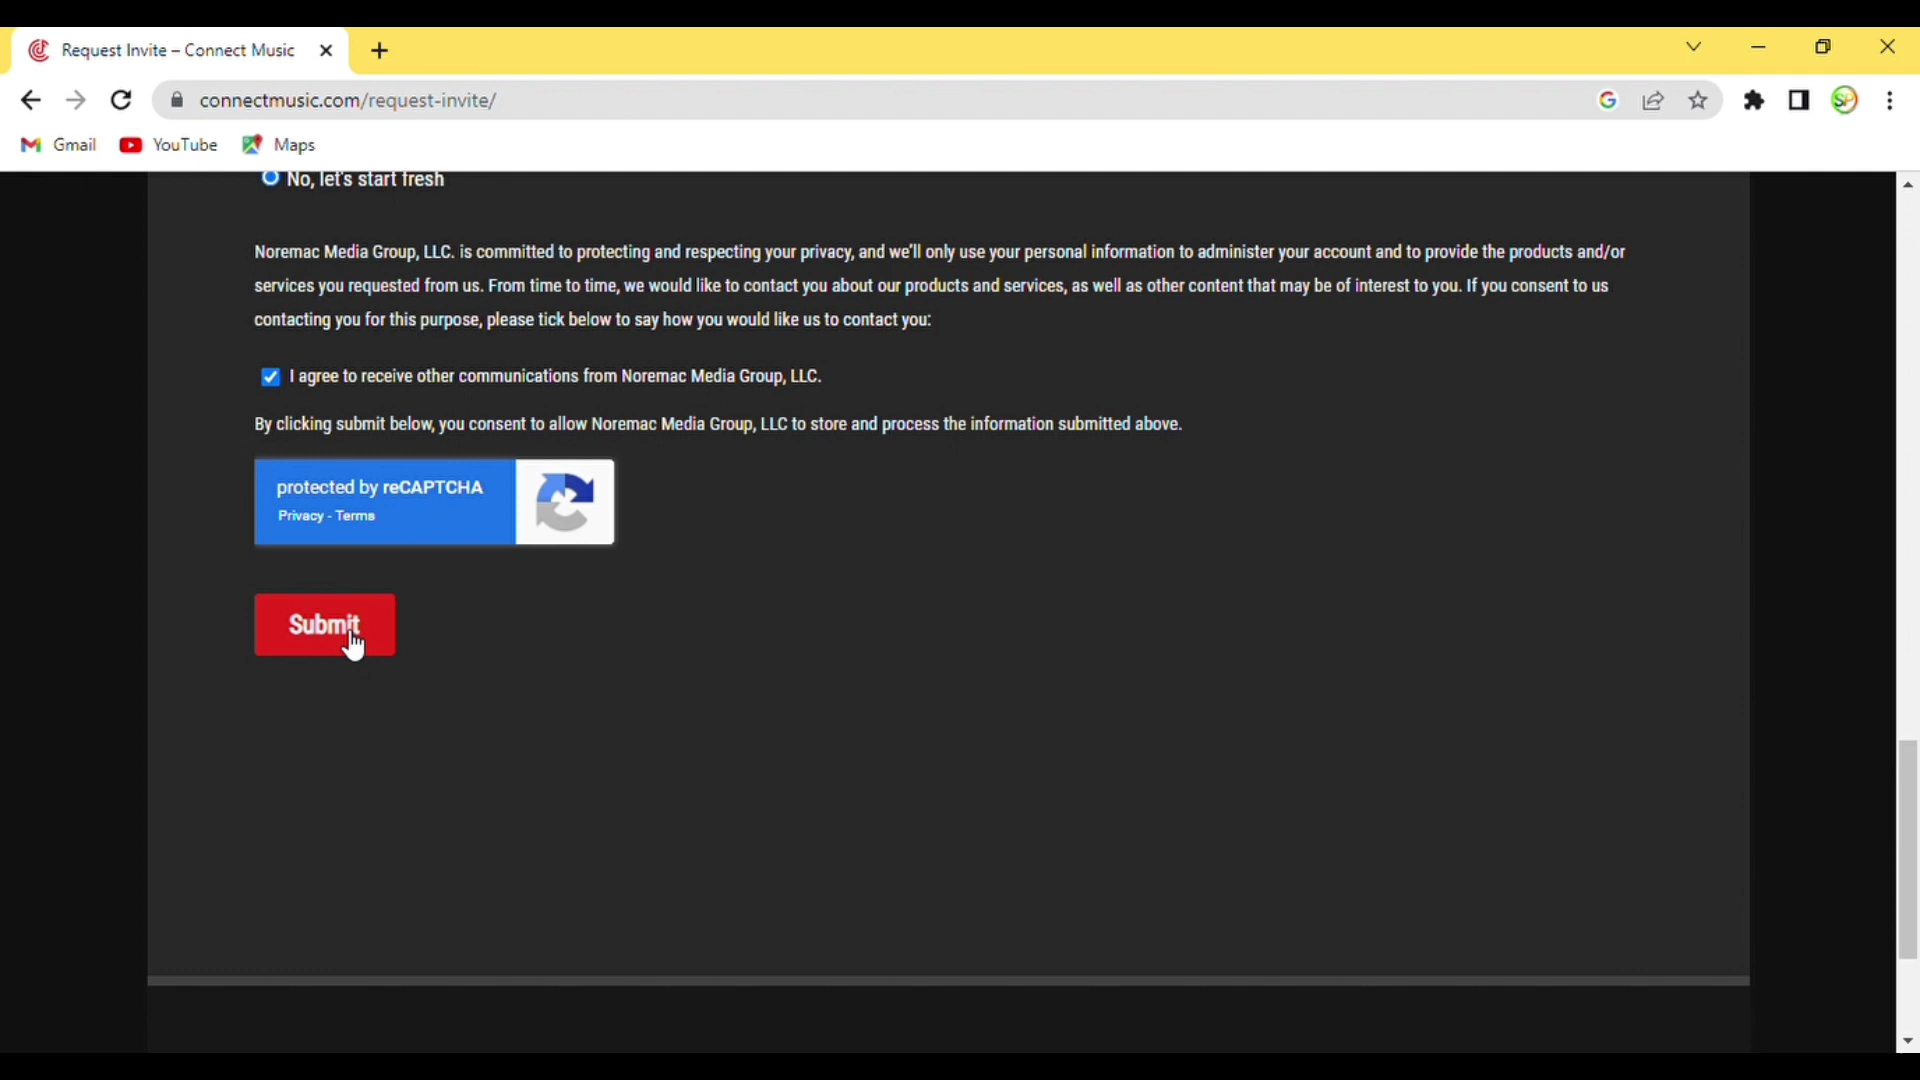 Request Invite – Connect Music
connectmusic.com/request-invite/
Gmail YouTube Maps
No, let's start fresh
Noremac Media Group, LLC. is committed to protecting and respecting your privacy, and we'll only use your personal information to administer your account and to provide the products and/or
services you requested from us. From time to time, we would like to contact you about our products and services, as well as other content that may be of interest to you. If you consent to us
contacting you for this purpose, please tick below to say how you would like us to contact you:
I agree to receive other communications from Noremac Media Group, LLC.
By clicking submit below, you consent to allow Noremac Media Group, LLC to store and process the information submitted above.
protected by reCAPTCHA
Privacy - Terms
Submit